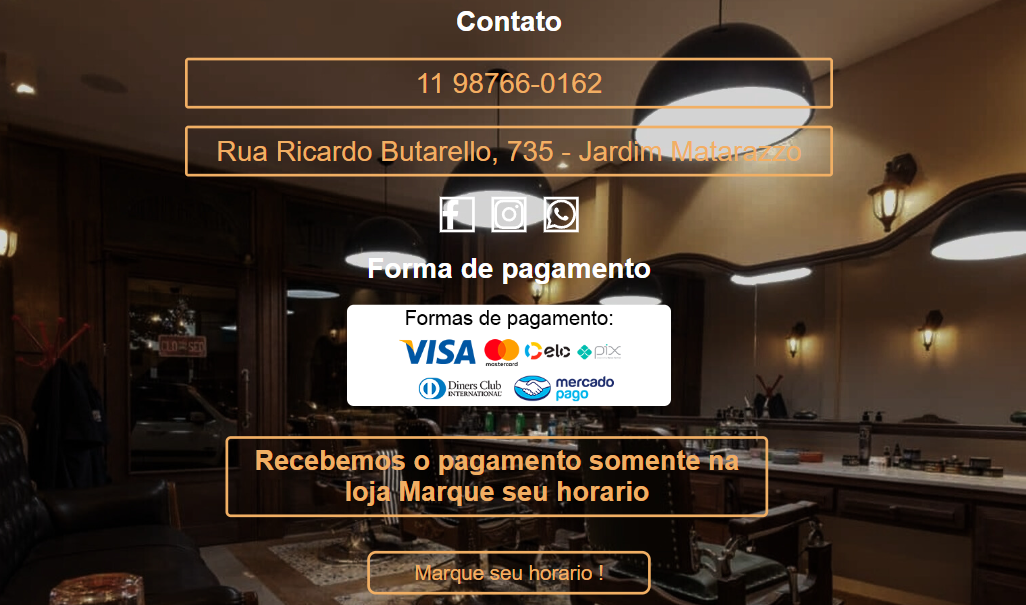 Contato
11 98766-0162
Rua Ricardo Butarello, 735 - Jardim Matarazzo
Forma de pagamento
Formas de pagamento:
VISA mastercard elo pix
Diners Club INTERNATIONAL mercado pago
CLOSED
Recebemos o pagamento somente na
loja Marque seu horario
Marque seu horario !